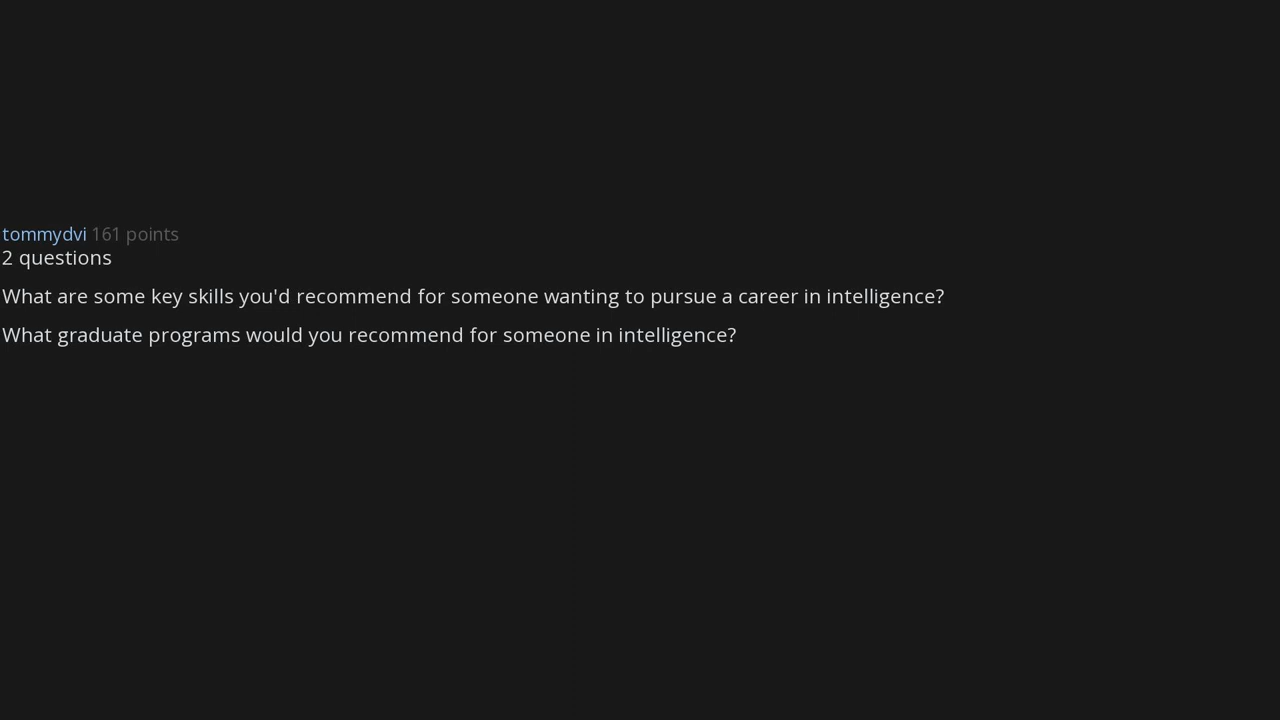 tommydvi 161 points
2 questions
What are some key skills you'd recommend for someone wanting to pursue a career in intelligence?
What graduate programs would you recommend for someone in intelligence?